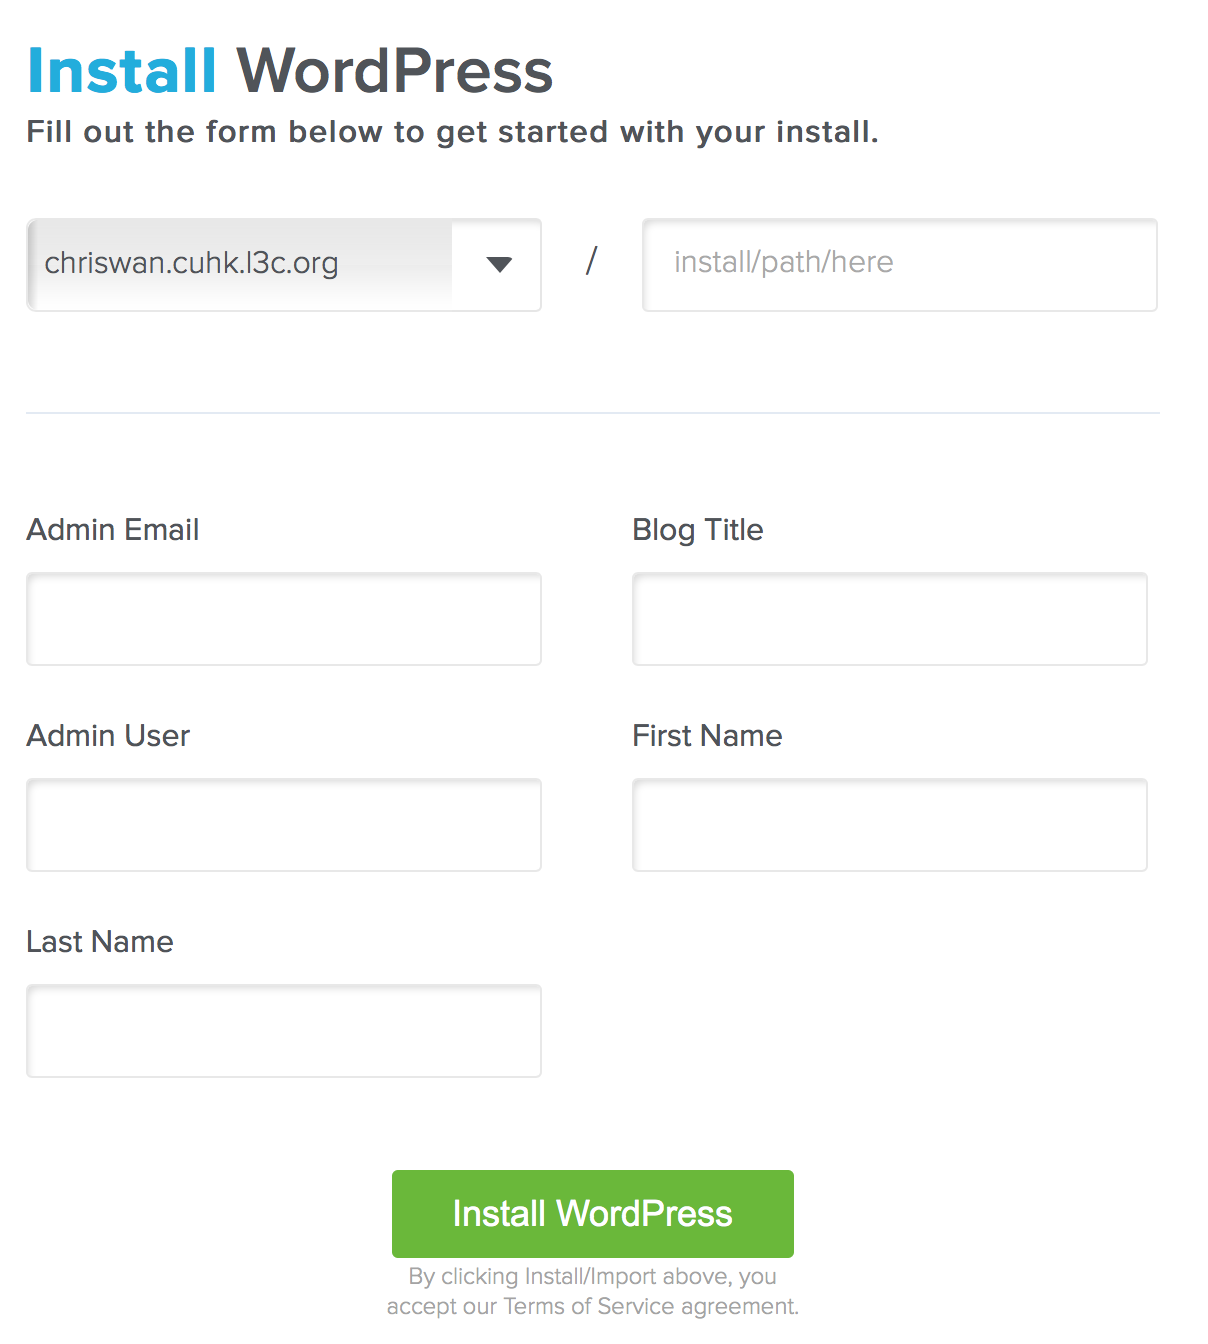 Install WordPress
Fill out the form below to get started with your install.
chriswan.cuhk.l3c.org / install/path/here
Admin Email Blog Title
Admin User First Name
Last Name
Install WordPress
By clicking Install/Import above, you
accept our Terms of Service agreement.